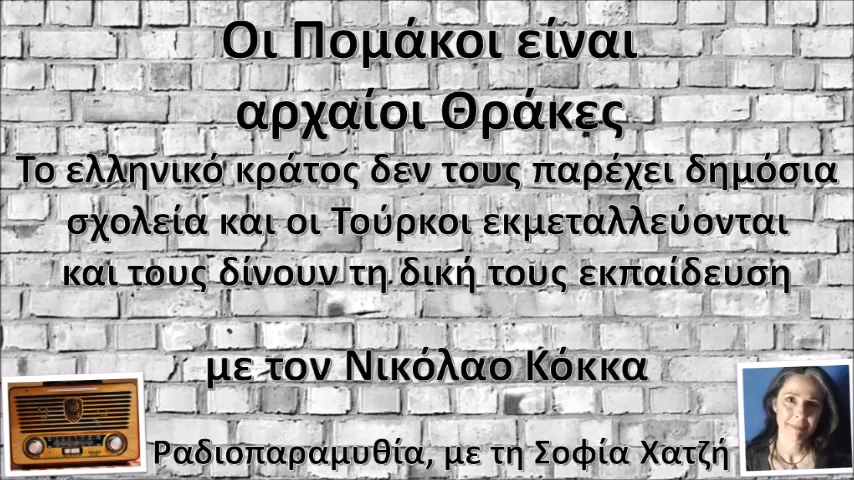 Οι Πομάκοι είναι
αρχαίοι Θράκες
Το ελληνικό κράτος δεν τους παρέχει δημόσια
σχολεία και οι Τούρκοι εκμεταλλεύονται
και τους δίνουν τη δική τους εκπαίδευση
με τον Νικόλαο Κόκκα
Ραδιοπαραμυθία, με τη Σοφία Χατζή